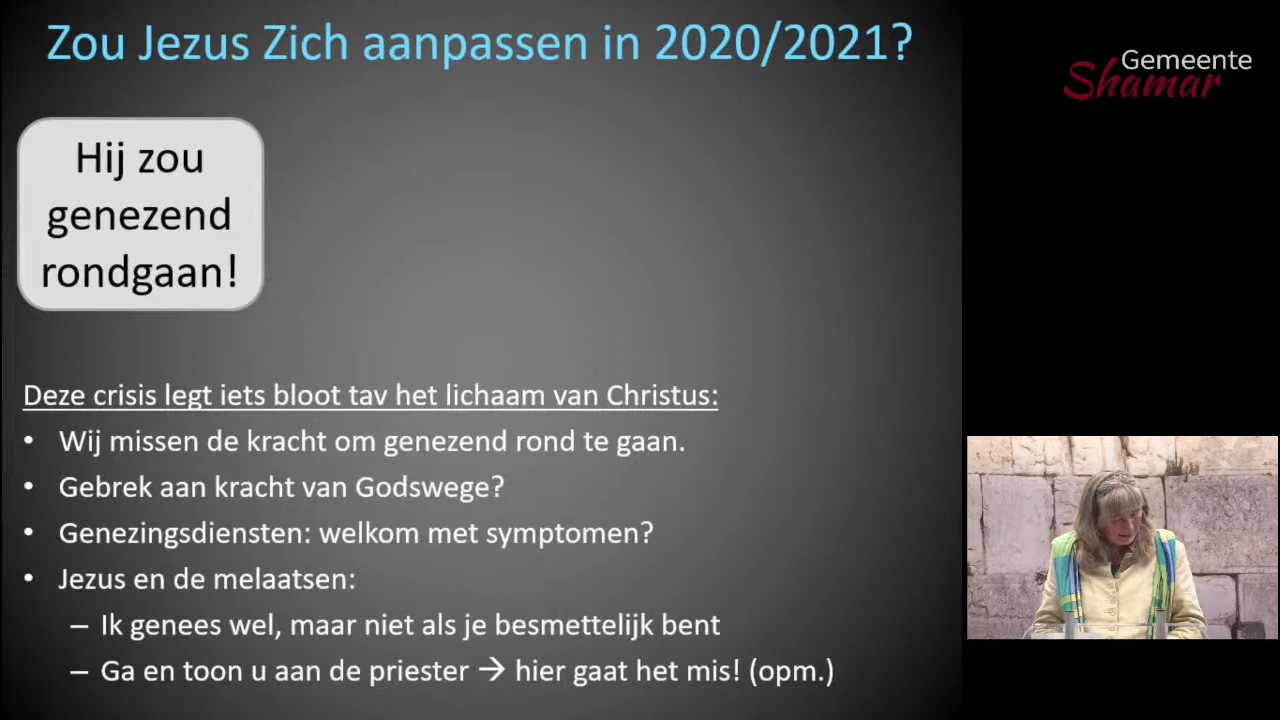 Zou Jezus Zich aanpassen in 2020/2021?
Gemeente
Shamar
Hij zou
genezend
rondgaan!
Deze crisis legt iets bloot tav het lichaam van Christus:
• Wij missen de kracht om genezend rond te gaan.
• Gebrek aan kracht van Godswege?
• Genezingsdiensten: welkom met symptomen?
• Jezus en de melaatsen:
– Ik genees wel, maar niet als je besmettelijk bent
– Ga en toon u aan de priester → hier gaat het mis! (opm.)